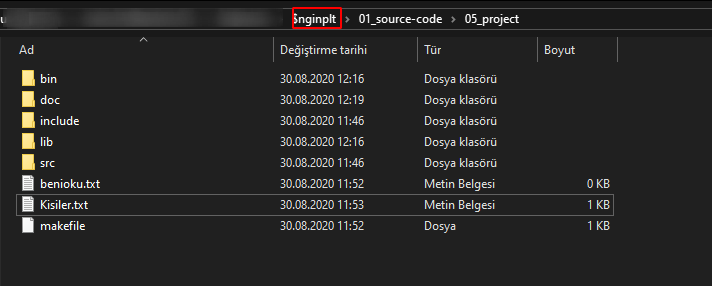 $nginplt > 01_source-code > 05_project
Ad Değiştirme tarihi Tür Boyut
bin 30.08.2020 12:16 Dosya klasörü
doc 30.08.2020 12:19 Dosya klasörü
include 30.08.2020 11:46 Dosya klasörü
lib 30.08.2020 12:16 Dosya klasörü
src 30.08.2020 11:46 Dosya klasörü
benioku.txt 30.08.2020 11:52 Metin Belgesi 0 KB
Kisiler.txt 30.08.2020 11:53 Metin Belgesi 1 KB
makefile 30.08.2020 11:52 Dosya 1 KB